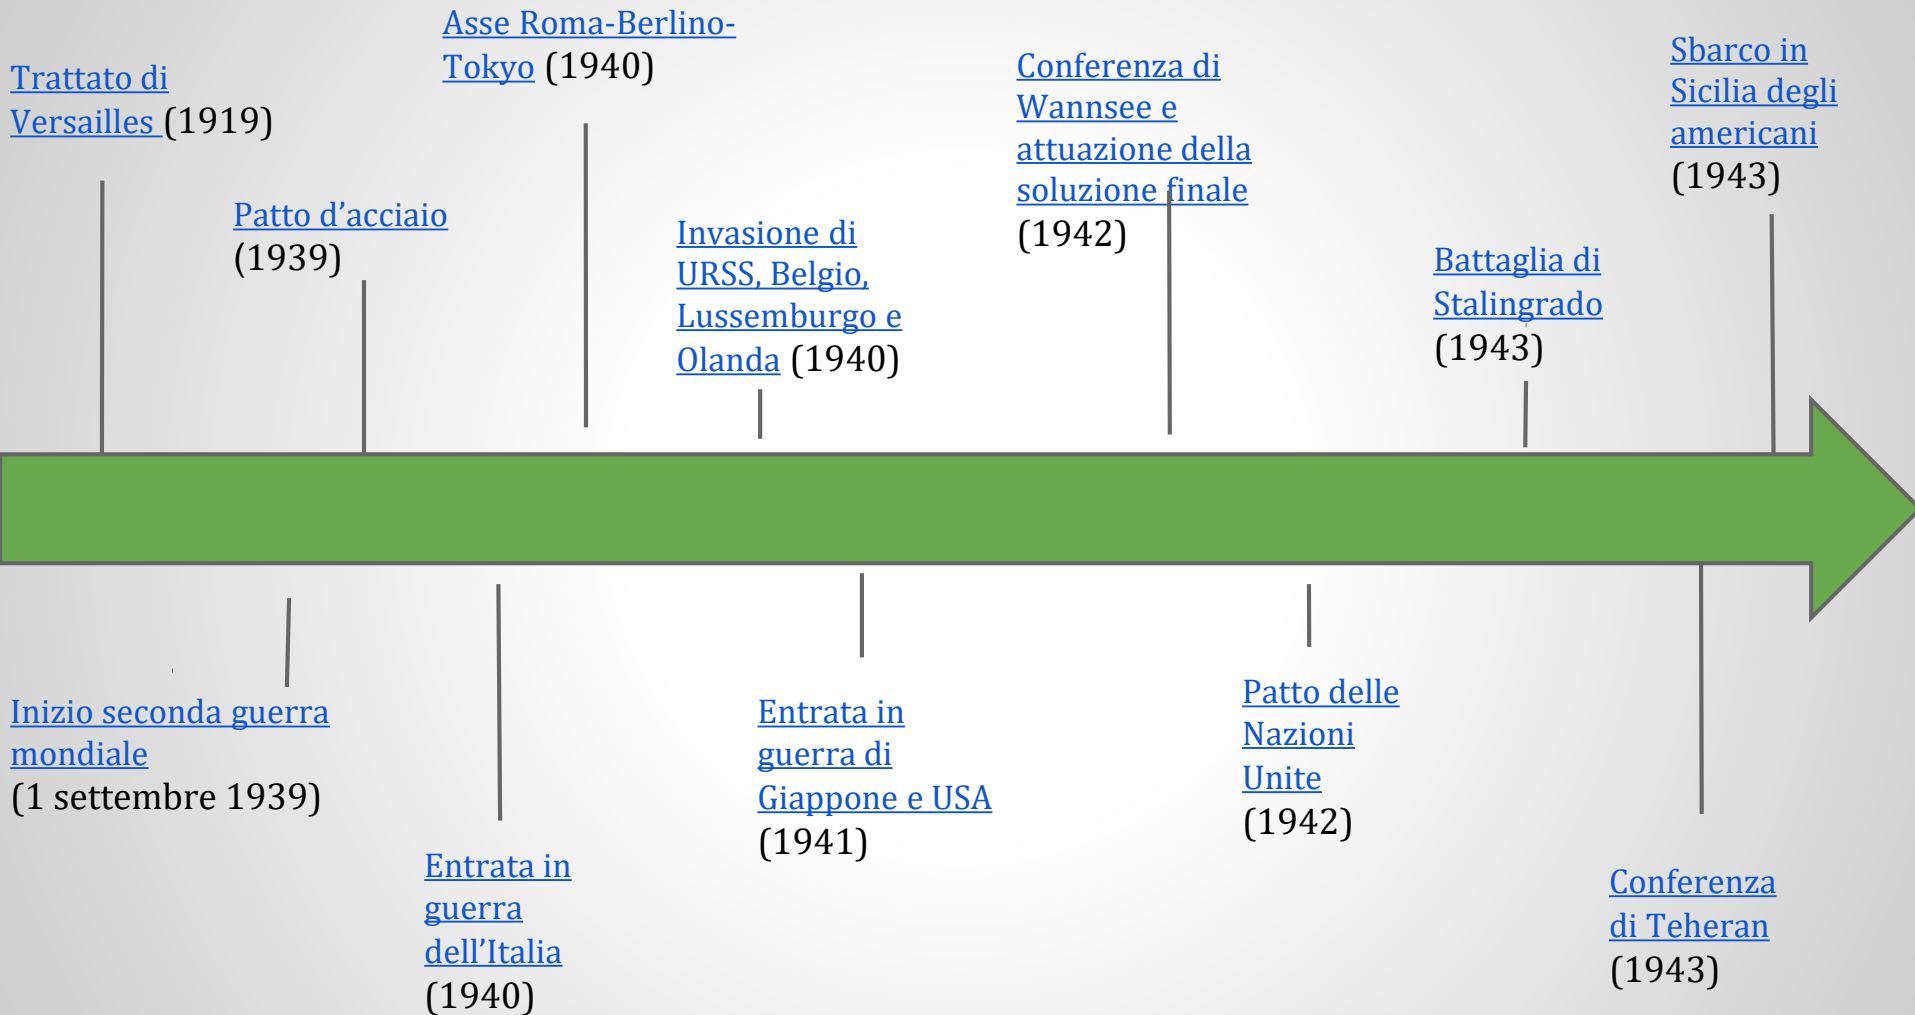 Trattato di
Versailles (1919)
Patto d’acciaio
(1939)
Asse Roma-Berlino-
Tokyo (1940)
Invasione di
URSS, Belgio,
Lussemburgo e
Olanda (1940)
Conferenza di
Wannsee e
attuazione della
soluzione finale
(1942)
Battaglia di
Stalingrado
(1943)
Sbarco in
Sicilia degli
americani
(1943)
Inizio seconda guerra
mondiale
(1 settembre 1939)
Entrata in
guerra
dell’Italia
(1940)
Entrata in
guerra di
Giappone e USA
(1941)
Patto delle
Nazioni
Unite
(1942)
Conferenza
di Teheran
(1943)